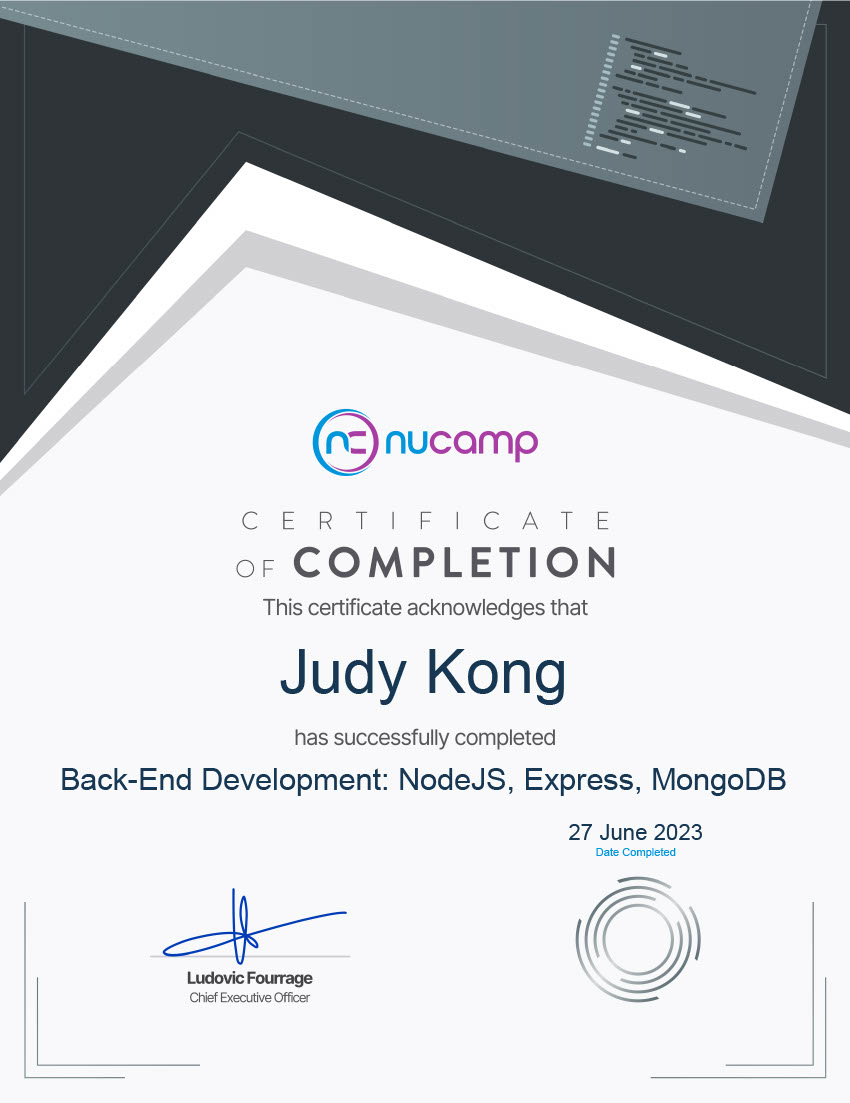 nc nucamp
CERTIFICATE
OF COMPLETION
This certificate acknowledges that
Judy Kong
has successfully completed
Back-End Development: NodeJS, Express, MongoDB
27 June 2023
Date Completed
Ludovic Fourrage
Chief Executive Officer